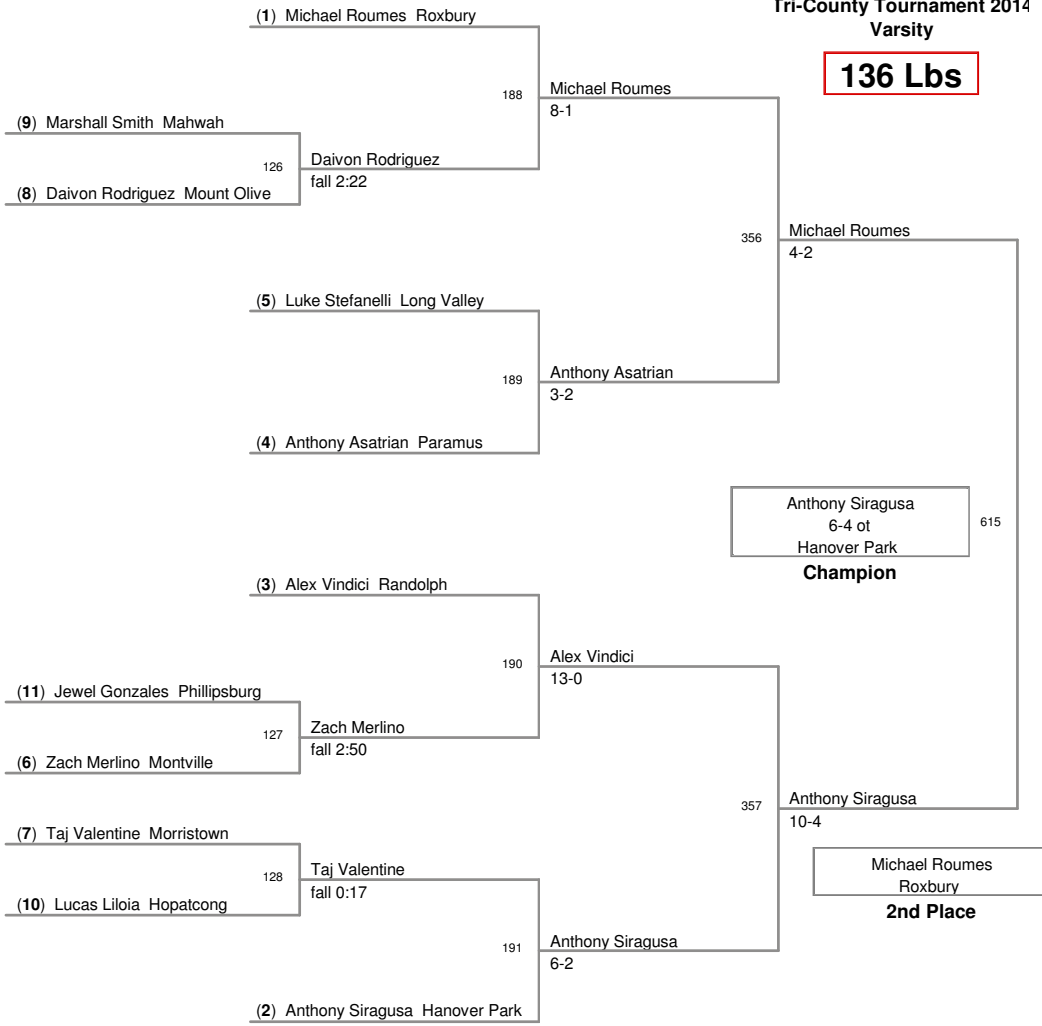 Tri-County Tournament 2014
Varsity
136 Lbs
(1) Michael Roumes Roxbury
188
Michael Roumes
8-1
(9) Marshall Smith Mahwah
126
Daivon Rodriguez
fall 2:22
(8) Daivon Rodriguez Mount Olive
356
Michael Roumes
4-2
(5) Luke Stefanelli Long Valley
189
Anthony Asatrian
3-2
(4) Anthony Asatrian Paramus
Anthony Siragusa
6-4 ot
Hanover Park
Champion
615
(3) Alex Vindici Randolph
190
Alex Vindici
13-0
(11) Jewel Gonzales Phillipsburg
127
Zach Merlino
fall 2:50
(6) Zach Merlino Montville
357
Anthony Siragusa
10-4
(7) Taj Valentine Morristown
128
Taj Valentine
fall 0:17
(10) Lucas Liloia Hopatcong
Michael Roumes
Roxbury
2nd Place
191
Anthony Siragusa
6-2
(2) Anthony Siragusa Hanover Park